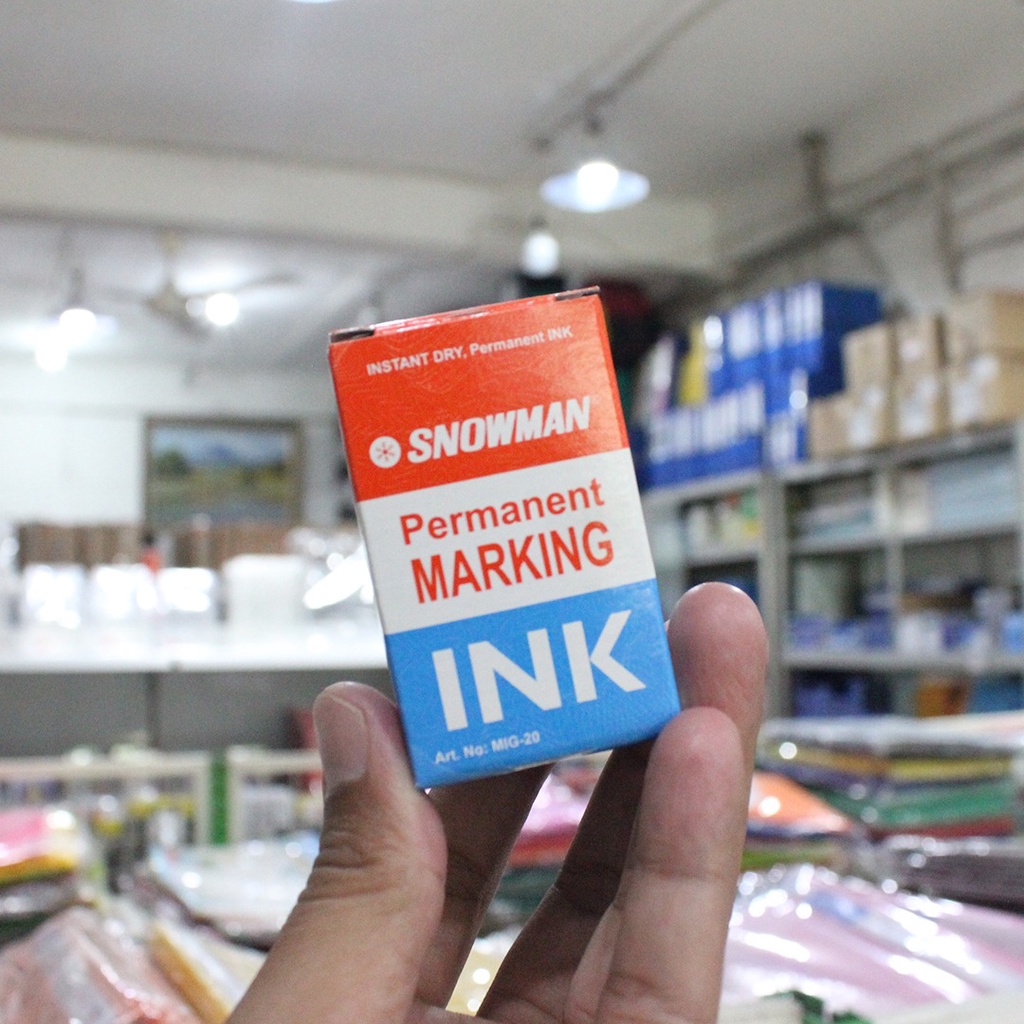 INSTANT DRY, Permanent INK
SNOWMAN
Permanent
MARKING
INK
Art. No: MIG-20